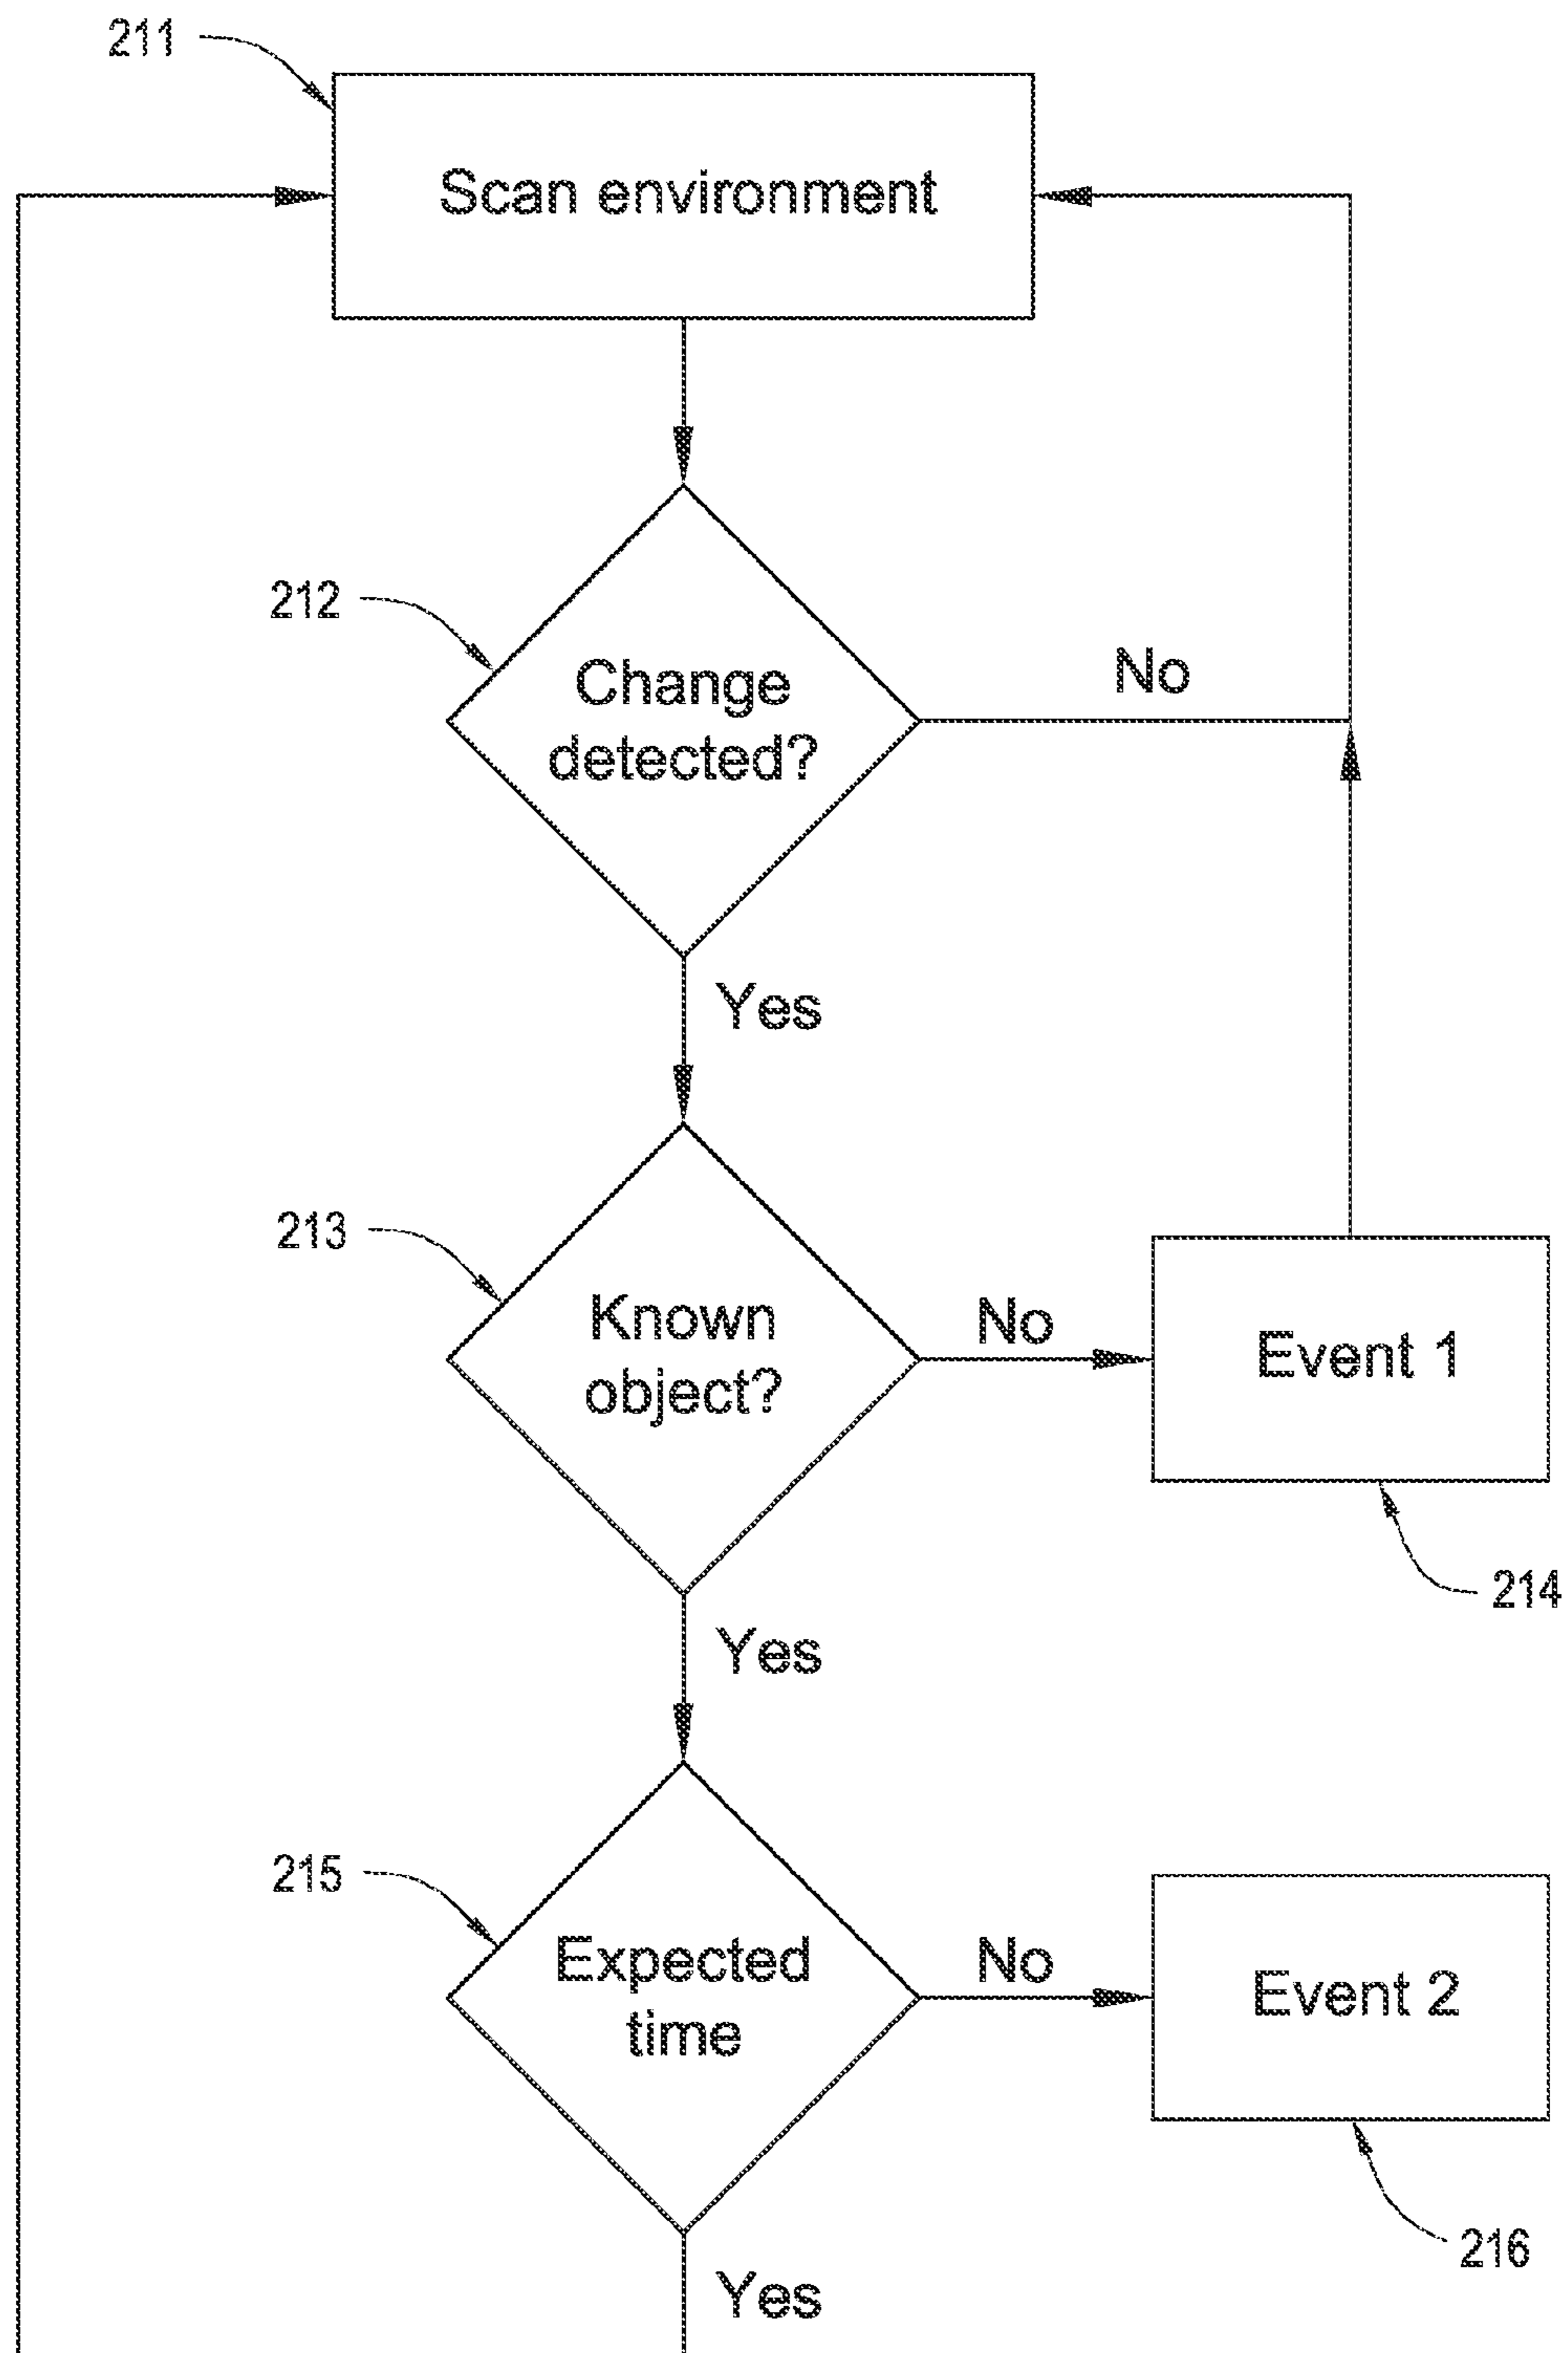 211
Scan environment
212
Change
detected?
No
Yes
213
Known
object?
No
Event 1
214
Yes
215
Expected
time
No
Event 2
216
Yes